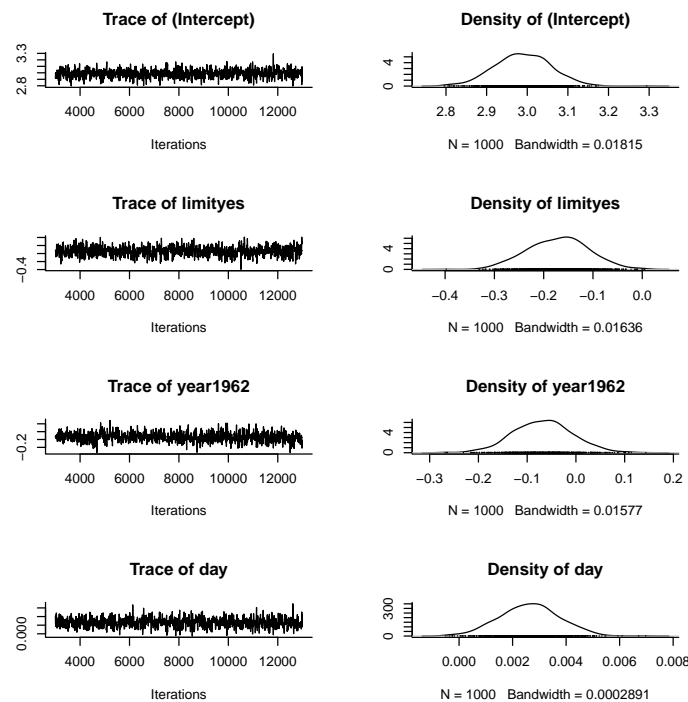 Trace of (Intercept)
2.8 3.3
4000 6000 8000 10000 12000
Iterations
Density of (Intercept)
0 4
2.8 2.9 3.0 3.1 3.2 3.3
N = 1000 Bandwidth = 0.01815
Trace of limityes
−0.4
4000 6000 8000 10000 12000
Iterations
Density of limityes
0 4
−0.4 −0.3 −0.2 −0.1 0.0
N = 1000 Bandwidth = 0.01636
Trace of year1962
−0.2
4000 6000 8000 10000 12000
Iterations
Density of year1962
0 4
−0.3 −0.2 −0.1 0.0 0.1 0.2
N = 1000 Bandwidth = 0.01577
Trace of day
0.000
4000 6000 8000 10000 12000
Iterations
Density of day
0 300
0.000 0.002 0.004 0.006 0.008
N = 1000 Bandwidth = 0.0002891